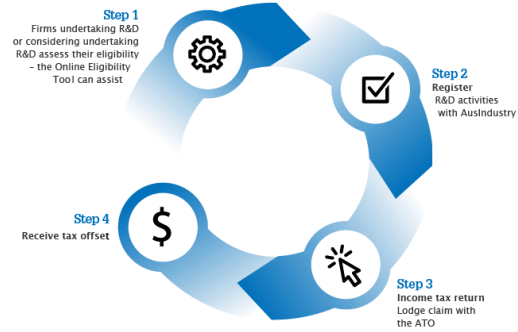 Step 1
Firms undertaking R&D
or considering undertaking
R&D assess their eligibility
– the Online Eligibility
Tool can assist
Step 2
Register
R&D activities
with AusIndustry
Step 3
Income tax return
Lodge claim with
the ATO
Step 4
Receive tax offset
$